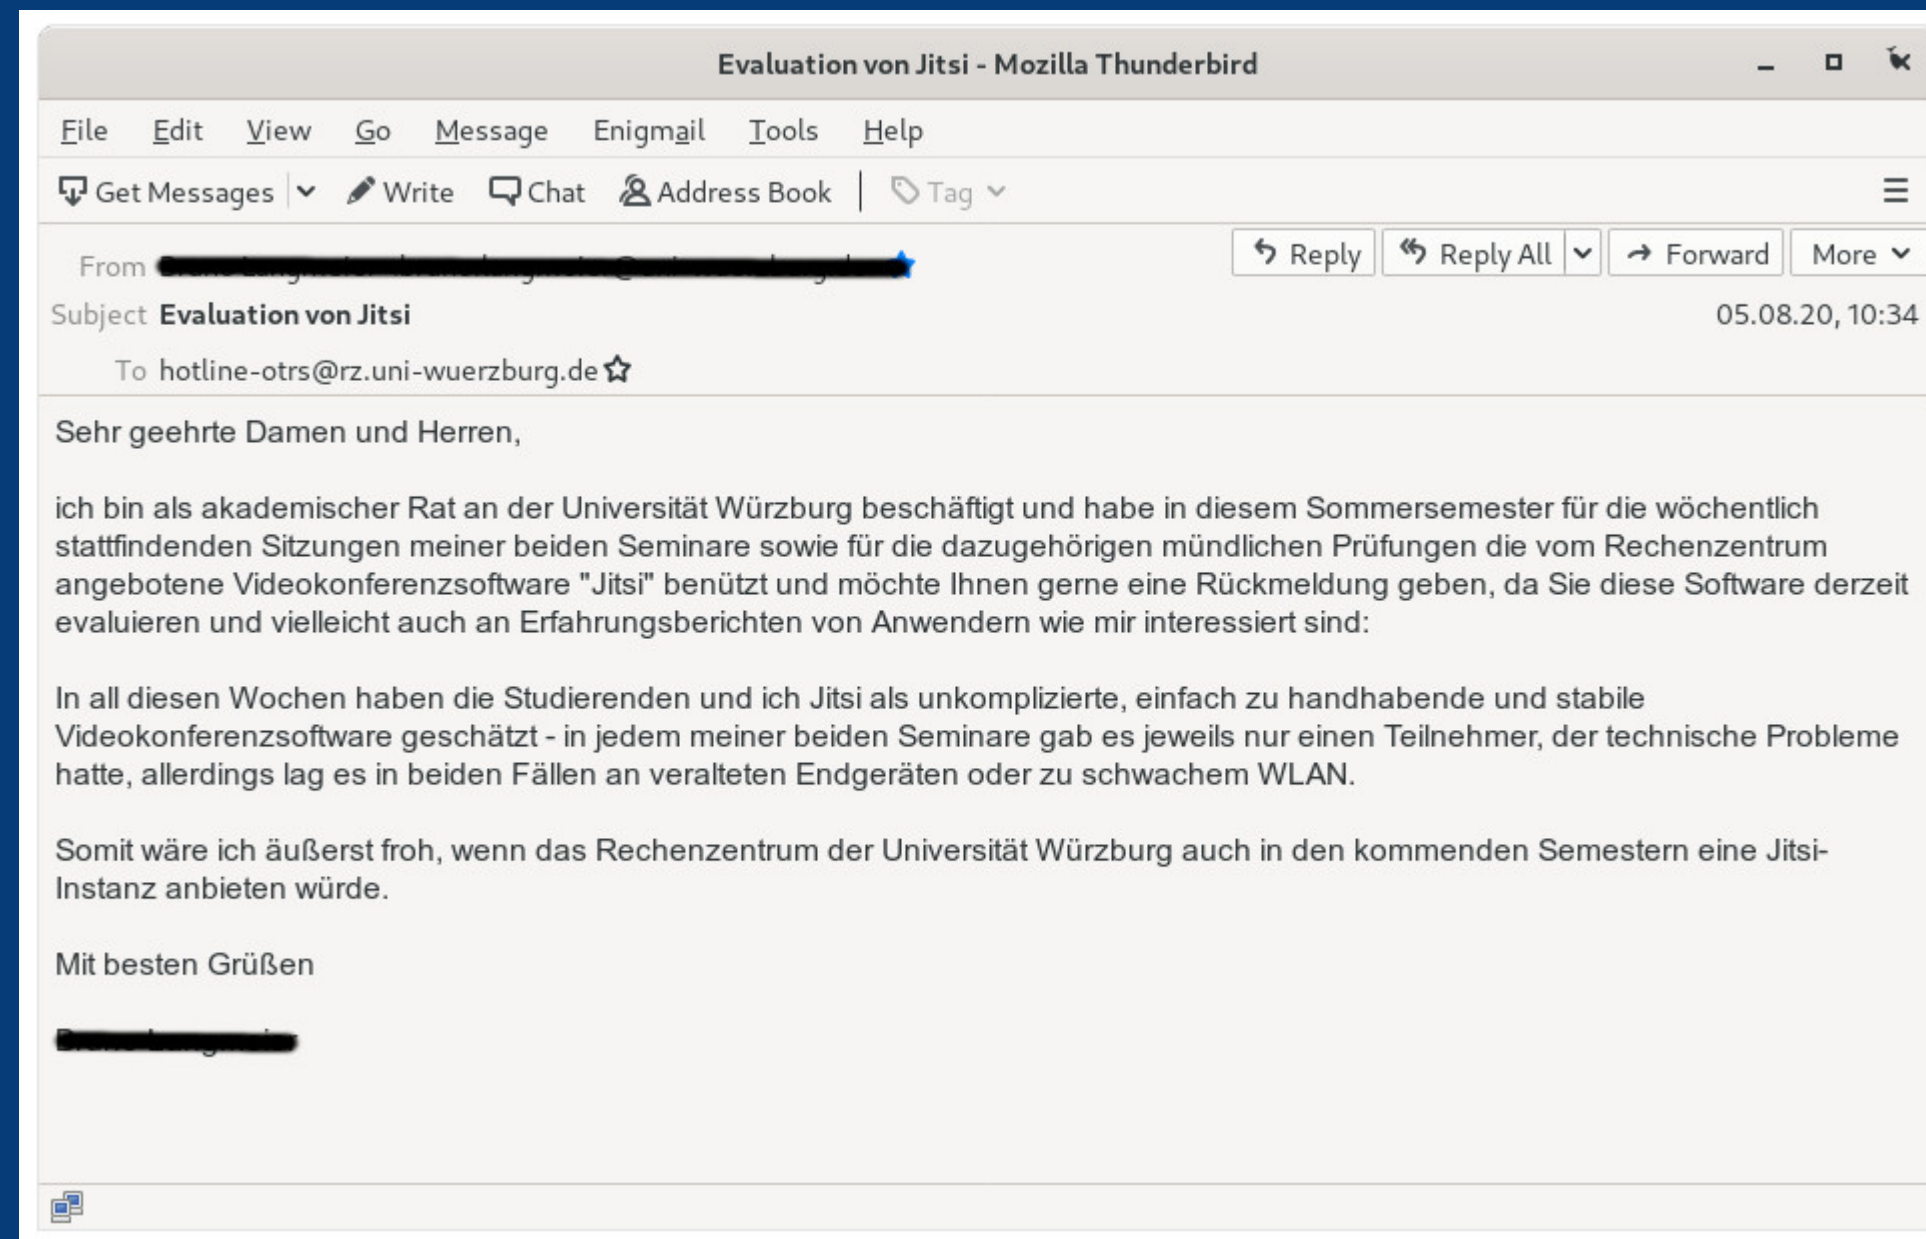 Evaluation von Jitsi - Mozilla Thunderbird
File Edit View Go Message Enigmail Tools Help
Get Messages Write Chat Address Book Tag
From Reply Reply All Forward More
Subject Evaluation von Jitsi 05.08.20, 10:34
To hotline-otrs@rz.uni-wuerzburg.de
Sehr geehrte Damen und Herren,
ich bin als akademischer Rat an der Universität Würzburg beschäftigt und habe in diesem Sommersemester für die wöchentlich
stattfindenden Sitzungen meiner beiden Seminare sowie für die dazugehörigen mündlichen Prüfungen die vom Rechenzentrum
angebotene Videokonferenzsoftware "Jitsi" benützt und möchte Ihnen gerne eine Rückmeldung geben, da Sie diese Software derzeit
evaluieren und vielleicht auch an Erfahrungsberichten von Anwendern wie mir interessiert sind:
In all diesen Wochen haben die Studierenden und ich Jitsi als unkomplizierte, einfach zu handhabende und stabile
Videokonferenzsoftware geschätzt - in jedem meiner beiden Seminare gab es jeweils nur einen Teilnehmer, der technische Probleme
hatte, allerdings lag es in beiden Fällen an veralteten Endgeräten oder zu schwachem WLAN.
Somit wäre ich äußerst froh, wenn das Rechenzentrum der Universität Würzburg auch in den kommenden Semestern eine Jitsi-
Instanz anbieten würde.
Mit besten Grüßen